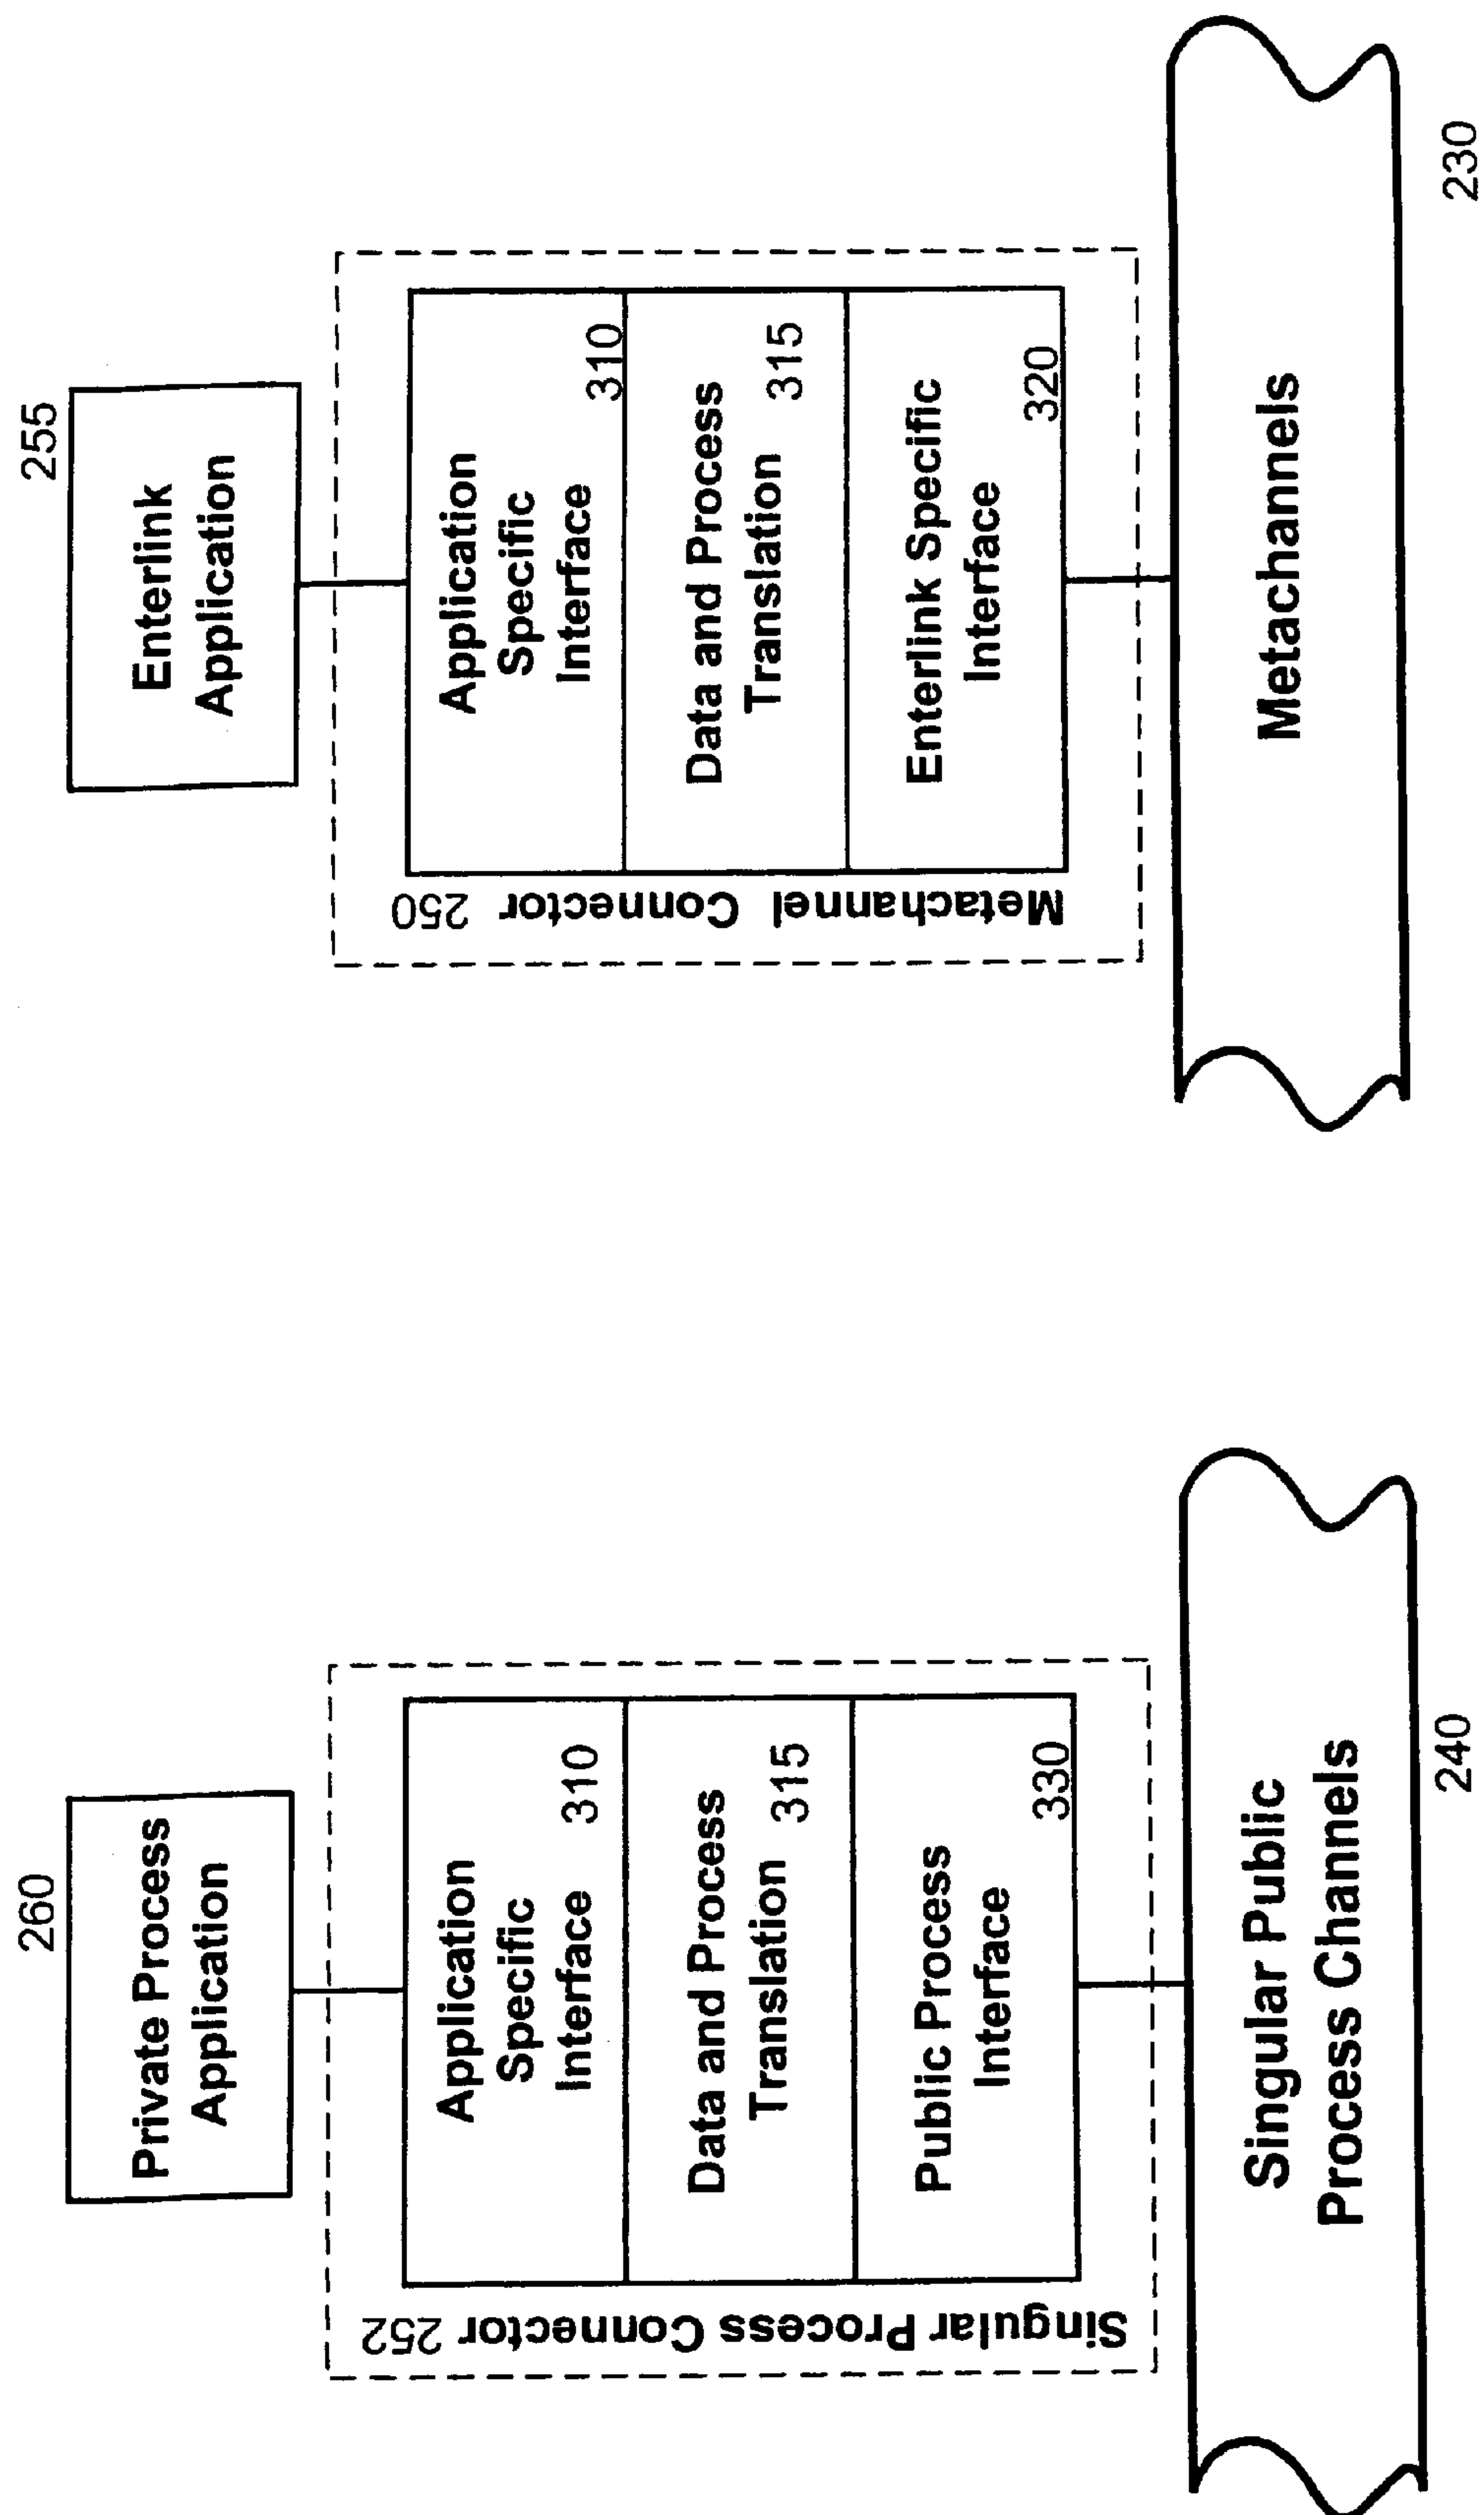 260
Private Process
Application
Singular Process Connector 252
Application
Specific
Interface
310
Data and Process
Translation
315
Public Process
Interface
330
Singular Public
Process Channels
240
255
Enterlink
Application
Metachannel Connector 250
Application
Specific
Interface
310
Data and Process
Translation
315
Enterlink Specific
Interface
320
Metachannels
230